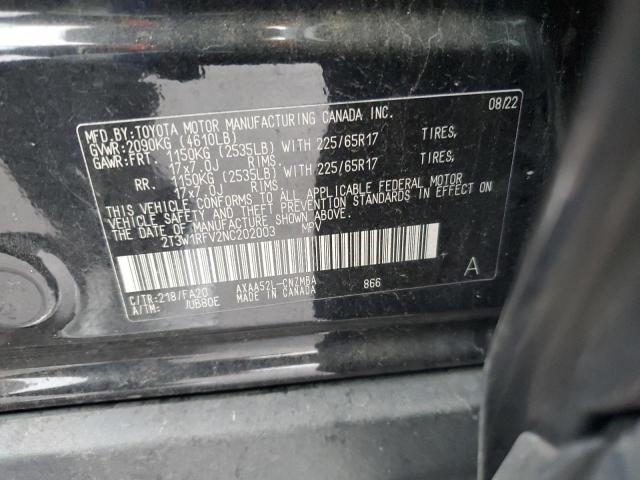 MFD.BY:TOYOTA MOTOR MANUFACTURING CANADA INC. 08/22
GVWR:2090KG (4610LB)
GAWR:FRT. 1150KG (2535LB) WITH 225/65R17 TIRES,
17x7.0J RIMS.
RR. 1150KG (2535LB) WITH 225/65R17 TIRES,
17x7.0J RIMS.
THIS VEHICLE CONFORMS TO ALL APPLICABLE FEDERAL MOTOR
VEHICLE SAFETY AND BUMPER STANDARDS IN EFFECT ON
THE DATE OF MANUFACTURE SHOWN ABOVE.
2T3W1RFV2NC202003 MPV
A
C/TR:218/FA20 AXAA52L-CNZMBA 866
A/TM: /UB80E MADE IN CANADA